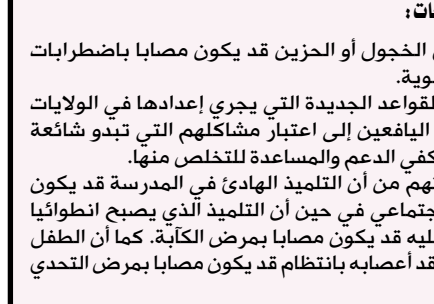 ات:
الخجول أو الحزين قد يكون مصابا باضطرابات
وية.
لقواعد الجديدة التي يجري إعدادها في الولايات
اليافعين إلى اعتبار مشاكلهم التي تبدو شائعة
كفي الدعم والمساعدة للتخلص منها.
هم من أن التلميذ الهادئ في المدرسة قد يكون
جتماعي في حين أن التلميذ الذي يصبح انطوائيا
ليه قد يكون مصابا بمرض الكآبة. كما أن الطفل
قد أعصابه بانتظام قد يكون مصابا بمرض التحدي